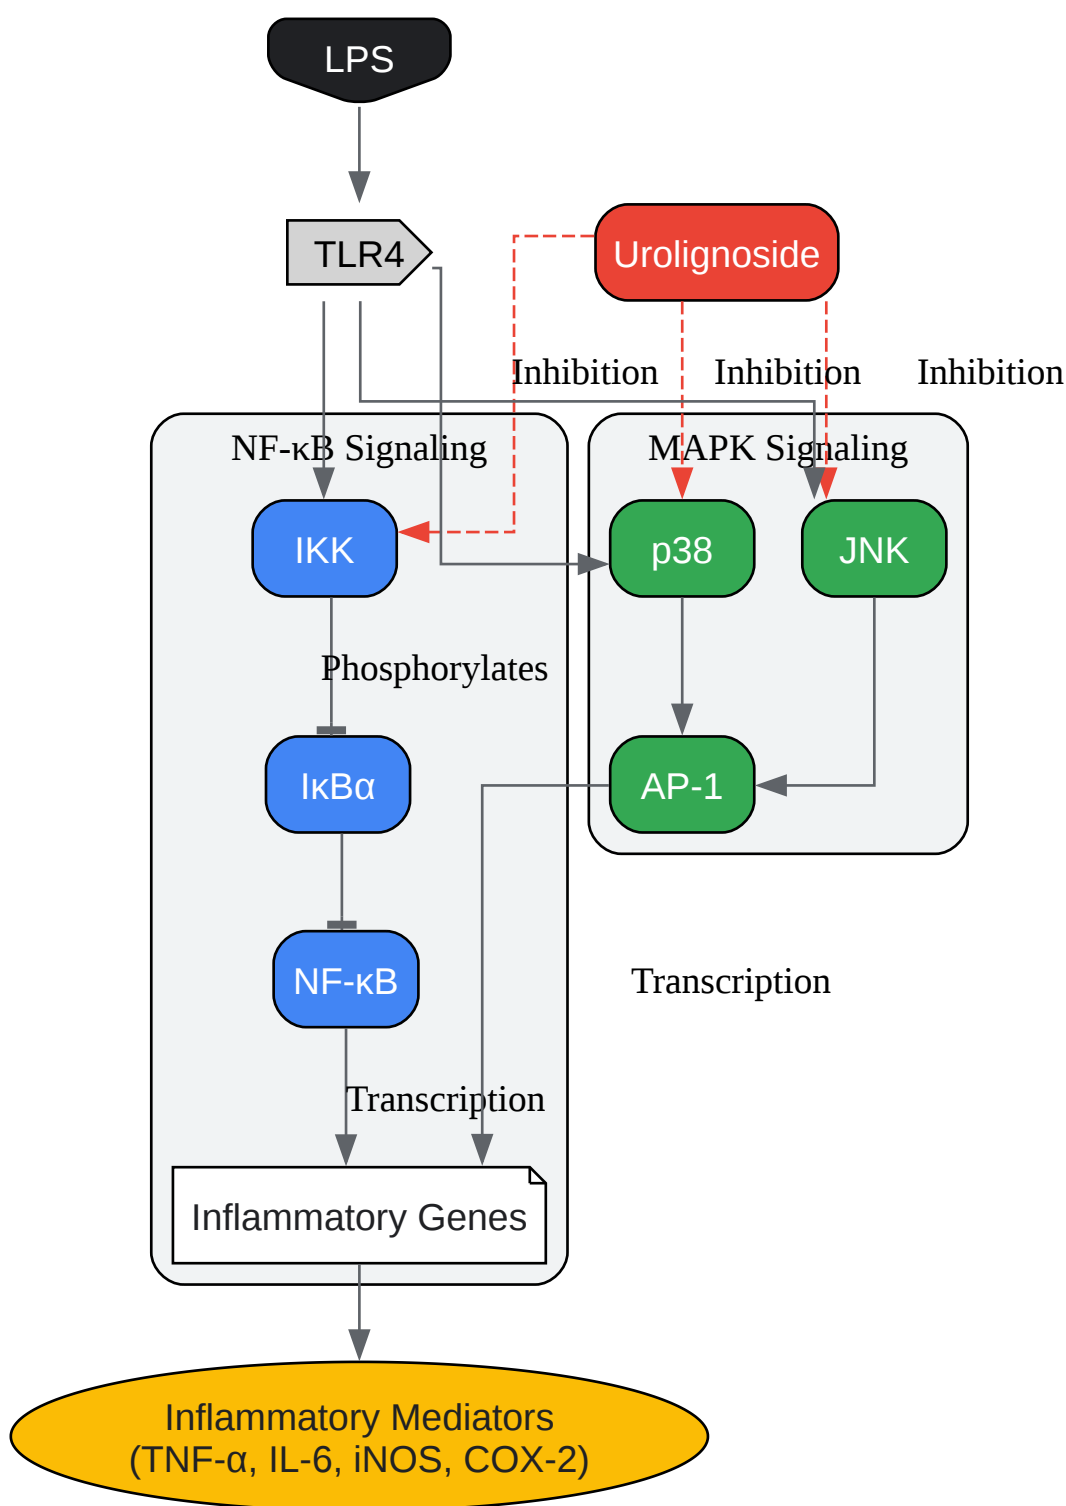 LPS
TLR4
Urolignoside
Inhibition
Inhibition
Inhibition
NF-κB Signaling
MAPK Signaling
IKK
p38
JNK
Phosphorylates
IκBα
AP-1
NF-κB
Transcription
Transcription
Inflammatory Genes
Inflammatory Mediators
(TNF-α, IL-6, iNOS, COX-2)